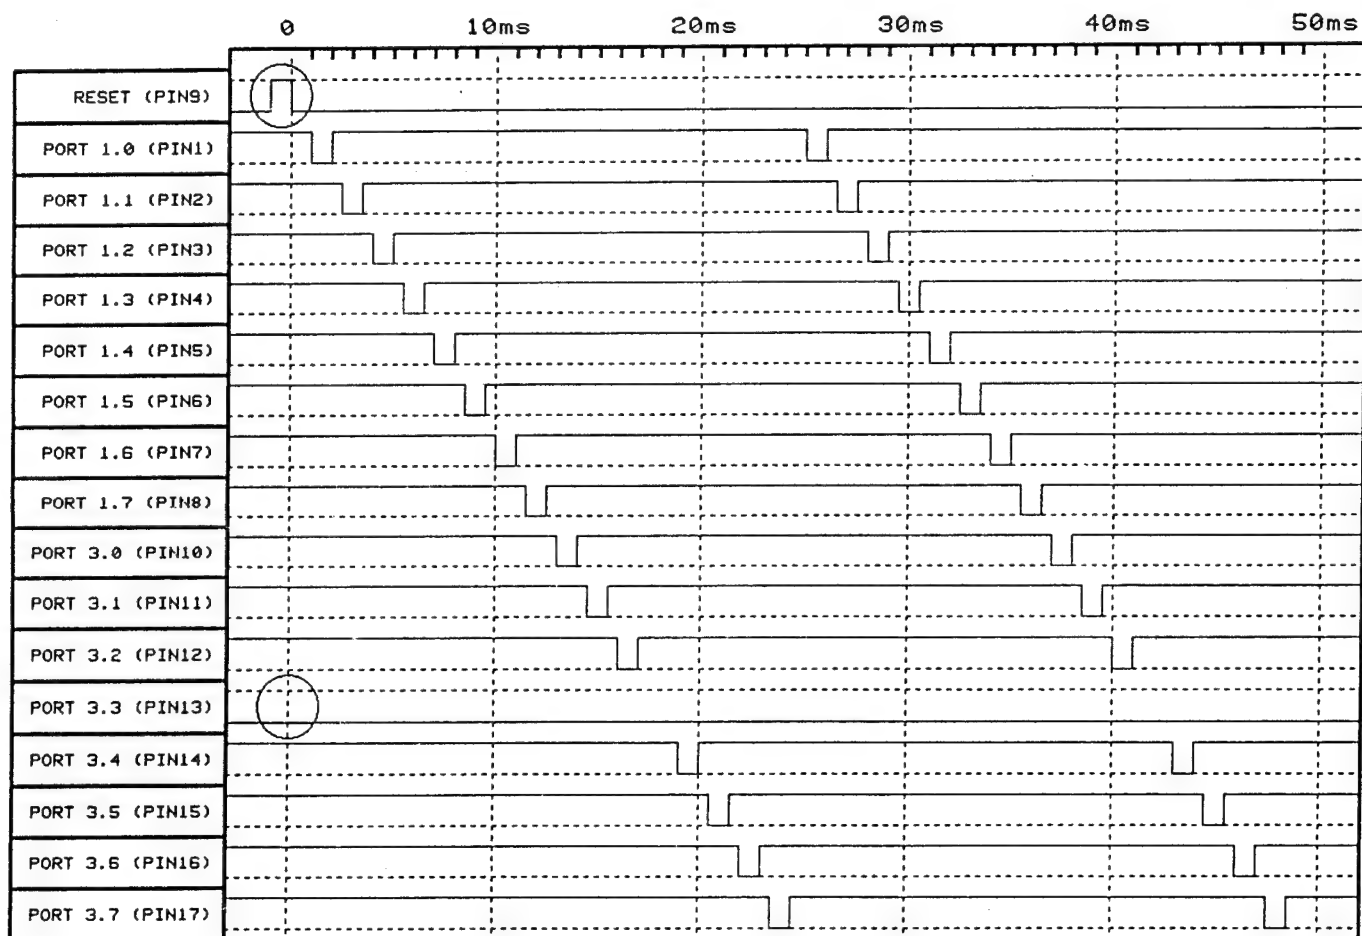 0 10ms 20ms 30ms 40ms 50ms
RESET (PIN9)
PORT 1.0 (PIN1)
PORT 1.1 (PIN2)
PORT 1.2 (PIN3)
PORT 1.3 (PIN4)
PORT 1.4 (PIN5)
PORT 1.5 (PIN6)
PORT 1.6 (PIN7)
PORT 1.7 (PIN8)
PORT 3.0 (PIN10)
PORT 3.1 (PIN11)
PORT 3.2 (PIN12)
PORT 3.3 (PIN13)
PORT 3.4 (PIN14)
PORT 3.5 (PIN15)
PORT 3.6 (PIN16)
PORT 3.7 (PIN17)